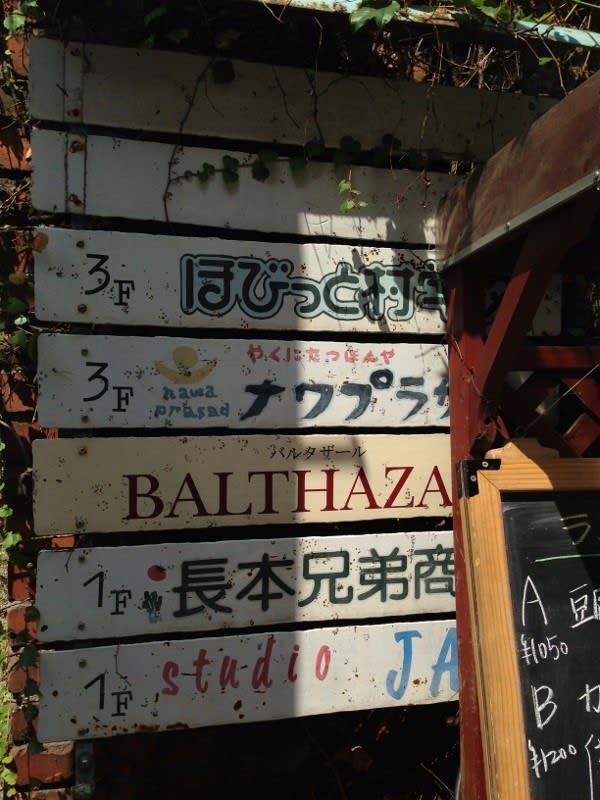 3F ほびっと村
3F nawa prasad やくにたつほんや ナワプラサ
バルタザール
BALTHAZA
1F 長本兄弟商
1F studio JA
A
¥1050
B
¥1200